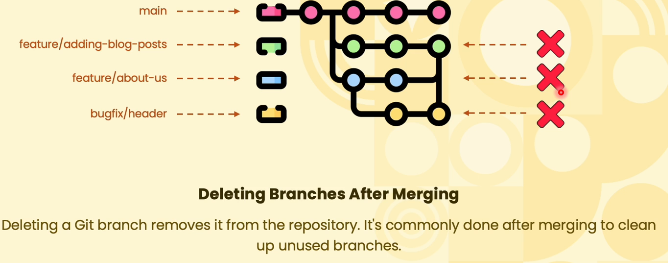 main
feature/adding-blog-posts
feature/about-us
bugfix/header
Deleting Branches After Merging
Deleting a Git branch removes it from the repository. It's commonly done after merging to clean
up unused branches.